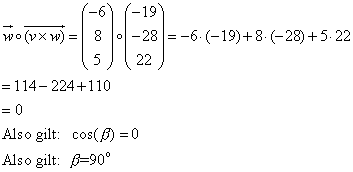 w⃗ ∘ (v × w)⃗ = (−6 8 5) ∘ (−19 −28 22) = −6·(−19) + 8·(−28) + 5·22
= 114 − 224 + 110
= 0
Also gilt: cos(β) = 0
Also gilt: β=90°